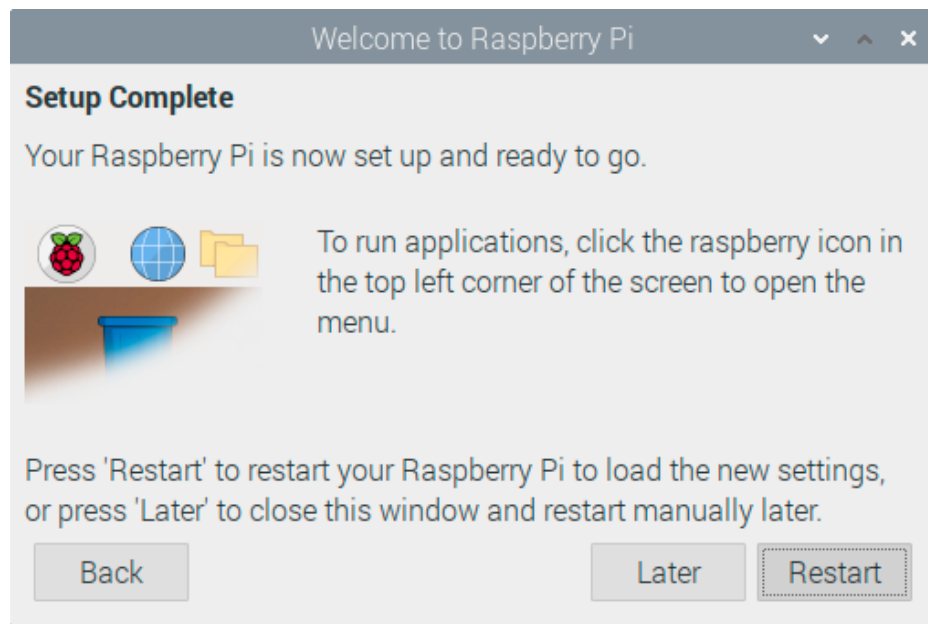 Welcome to Raspberry Pi
Setup Complete
Your Raspberry Pi is now set up and ready to go.
To run applications, click the raspberry icon in
the top left corner of the screen to open the
menu.
Press 'Restart' to restart your Raspberry Pi to load the new settings,
or press 'Later' to close this window and restart manually later.
Back Later Restart